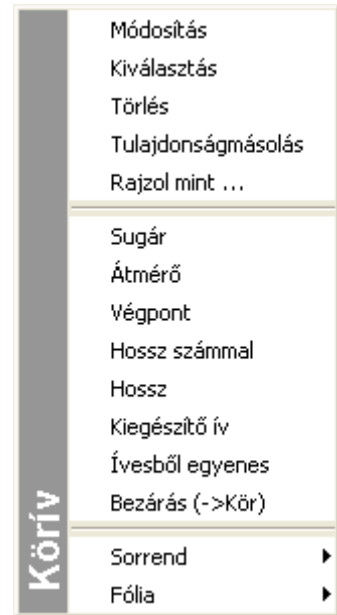 Módosítás
Kiválasztás
Törlés
Tulajdonságmásolás
Rajzol mint ...
Sugár
Átmérő
Végpont
Hossz számmal
Hossz
Kiegészítő ív
Ívesből egyenes
Bezárás (->Kör)
Sorrend
Fólia
Körív